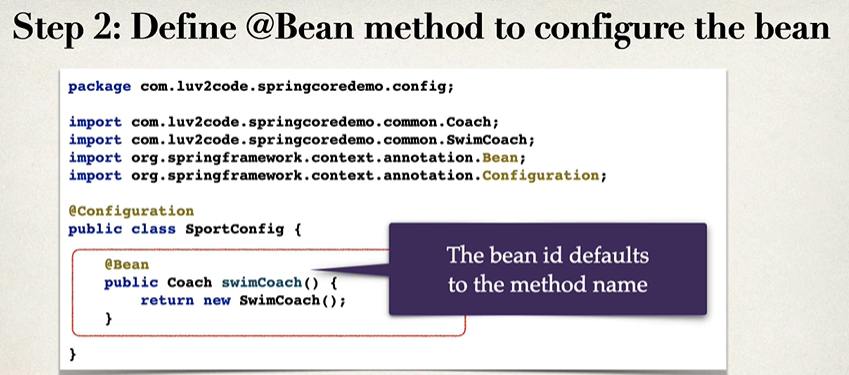 Step 2: Define @Bean method to configure the bean
package com.luv2code.springcoredemo.config;
import com.luv2code.springcoredemo.common.Coach;
import com.luv2code.springcoredemo.common.SwimCoach;
import org.springframework.context.annotation.Bean;
import org.springframework.context.annotation.Configuration;
@Configuration
public class SportConfig {
@Bean
public Coach swimCoach() {
return new SwimCoach();
}
}
The bean id defaults
to the method name